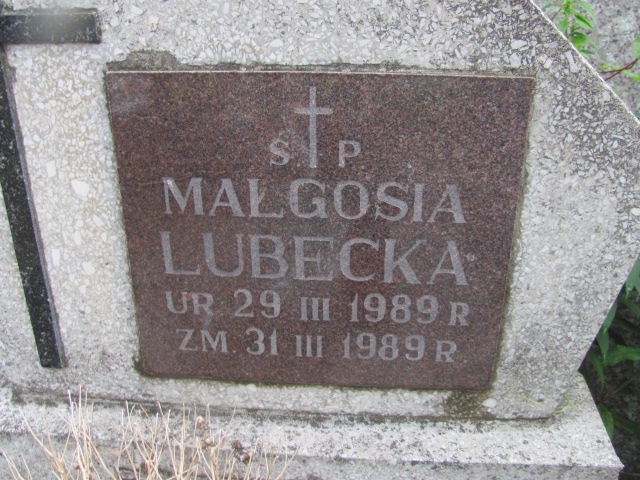 Ś P
MAŁGOSIA
LUBECKA
UR. 29 III 1989 R
ZM. 31 III 1989 R